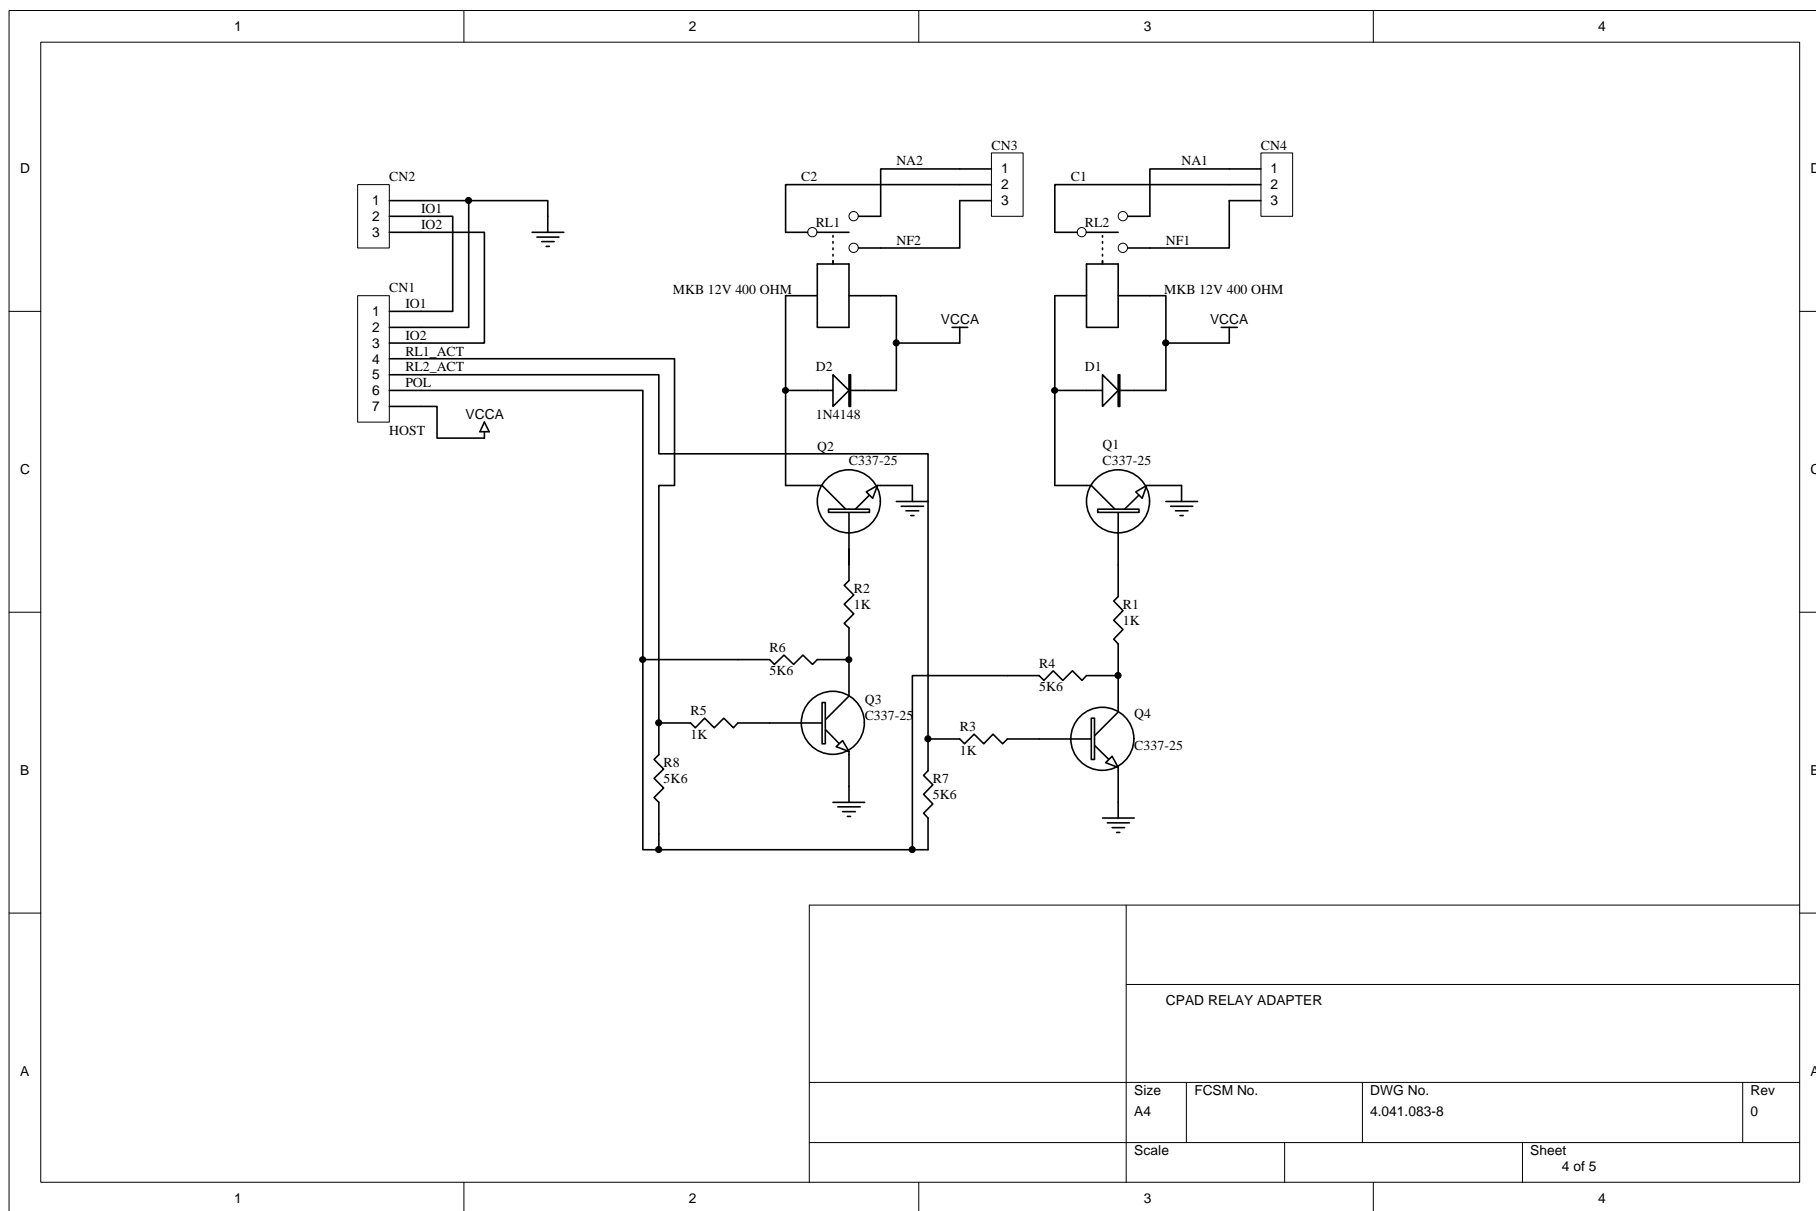 1 2 3 4
D
D
CN2
1
2
3
IO1
IO2
CN1
1
2
3
4
5
6
7
IO1
IO2
RL1_ACT
RL2_ACT
POL
HOST
VCCA
CN3
1
2
3
NA2
C2
RL1
NF2
MKB 12V 400 OHM
VCCA
D2
1N4148
Q2
C337-25
CN4
1
2
3
NA1
C1
RL2
NF1
MKB 12V 400 OHM
VCCA
D1
Q1
C337-25
C
R2
1K
R6
5K6
Q3
C337-25
R5
1K
R8
5K6
R1
1K
R4
5K6
Q4
C337-25
R3
1K
R7
5K6
B
A
CPAD RELAY ADAPTER
Size
A4
FCSM No.
DWG No.
4.041.083-8
Rev
0
Scale
Sheet
4 of 5
1 2 3 4